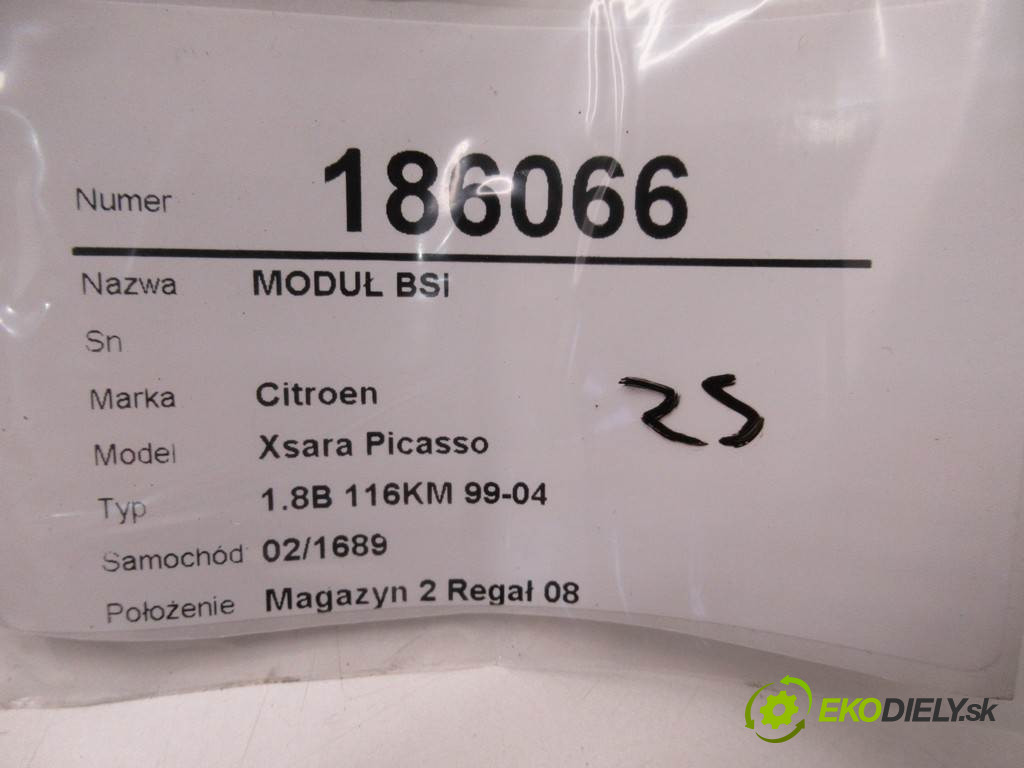 Numer 186066
Nazwa MODUŁ BSI
Sn
Marka Citroen
Model Xsara Picasso
25
Typ 1.8B 116KM 99-04
Samochód 02/1689
Położenie Magazyn 2 Regał 08
EKODIELY.sk